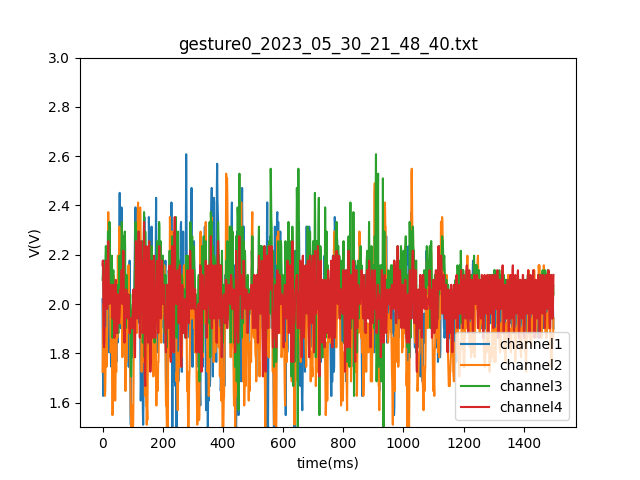 gesture0_2023_05_30_21_48_40.txt
3.0
2.8
2.6
2.4
2.2
2.0
1.8
1.6
V(V)
0 200 400 600 800 1000 1200 1400
time(ms)
channel1
channel2
channel3
channel4